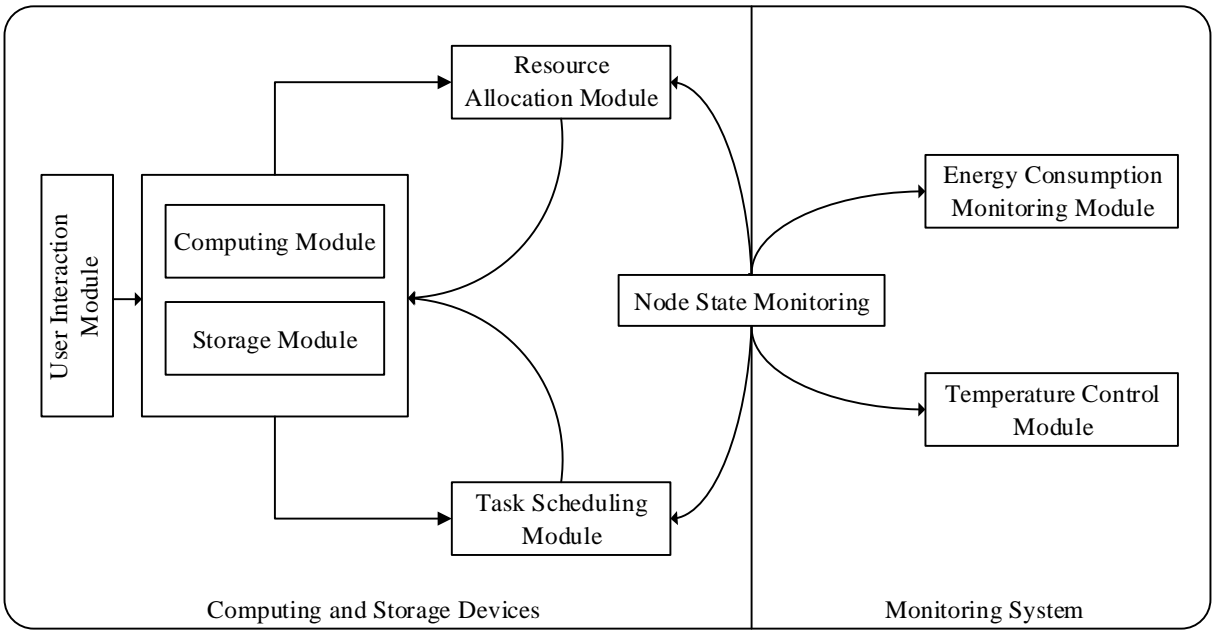 Resource
Allocation Module
User Interaction
Module
Computing Module
Storage Module
Task Scheduling
Module
Node State Monitoring
Energy Consumption
Monitoring Module
Temperature Control
Module
Computing and Storage Devices
Monitoring System